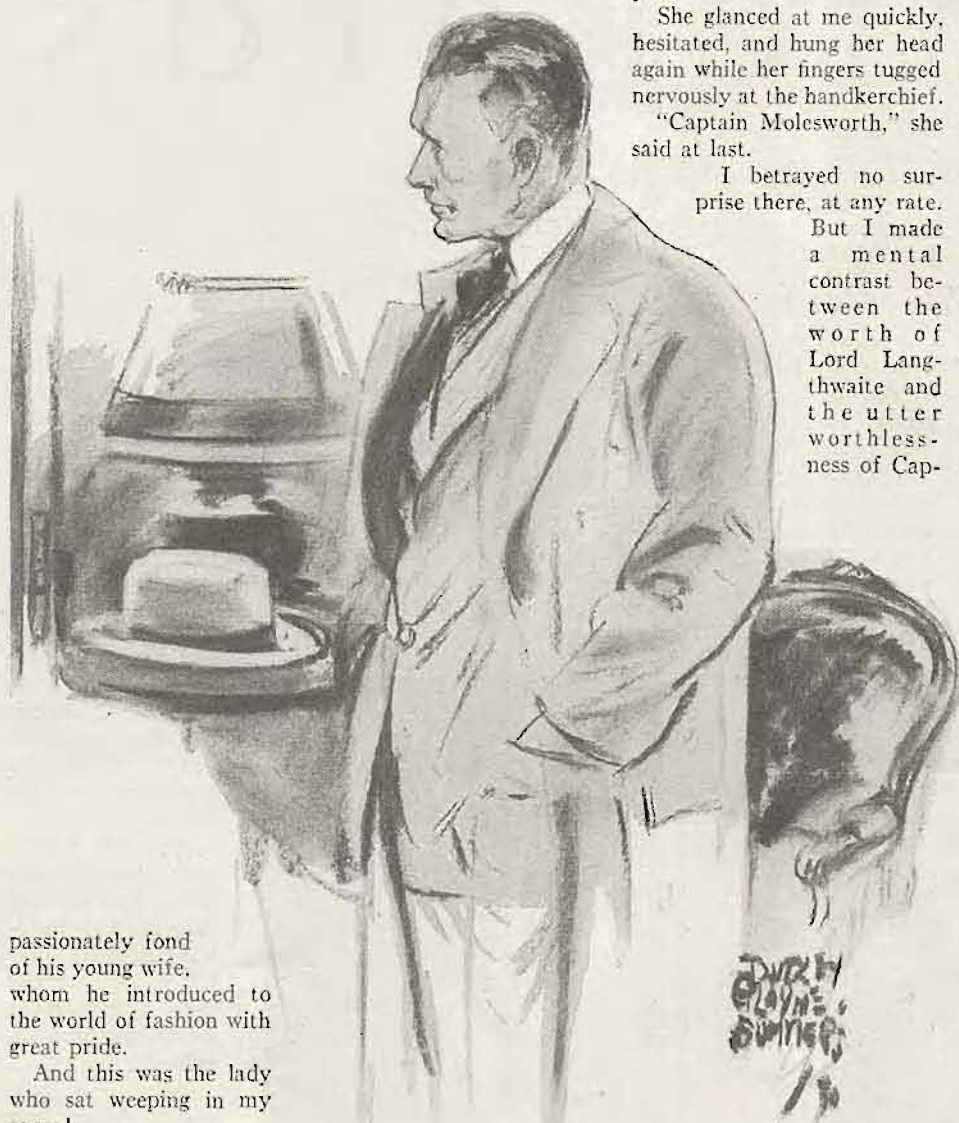 She glanced at me quickly,
hesitated, and hung her head
again while her fingers tugged
nervously at the handkerchief.
"Captain Molesworth," she
said at last.
I betrayed no sur-
prise there, at any rate.
But I made
a mental
contrast be-
tween the
worth of
Lord Lang-
thwaite and
the utter
worthless-
ness of Cap-
passionately fond
of his young wife,
whom he introduced to
the world of fashion with
great pride.
And this was the lady
who sat weeping in my